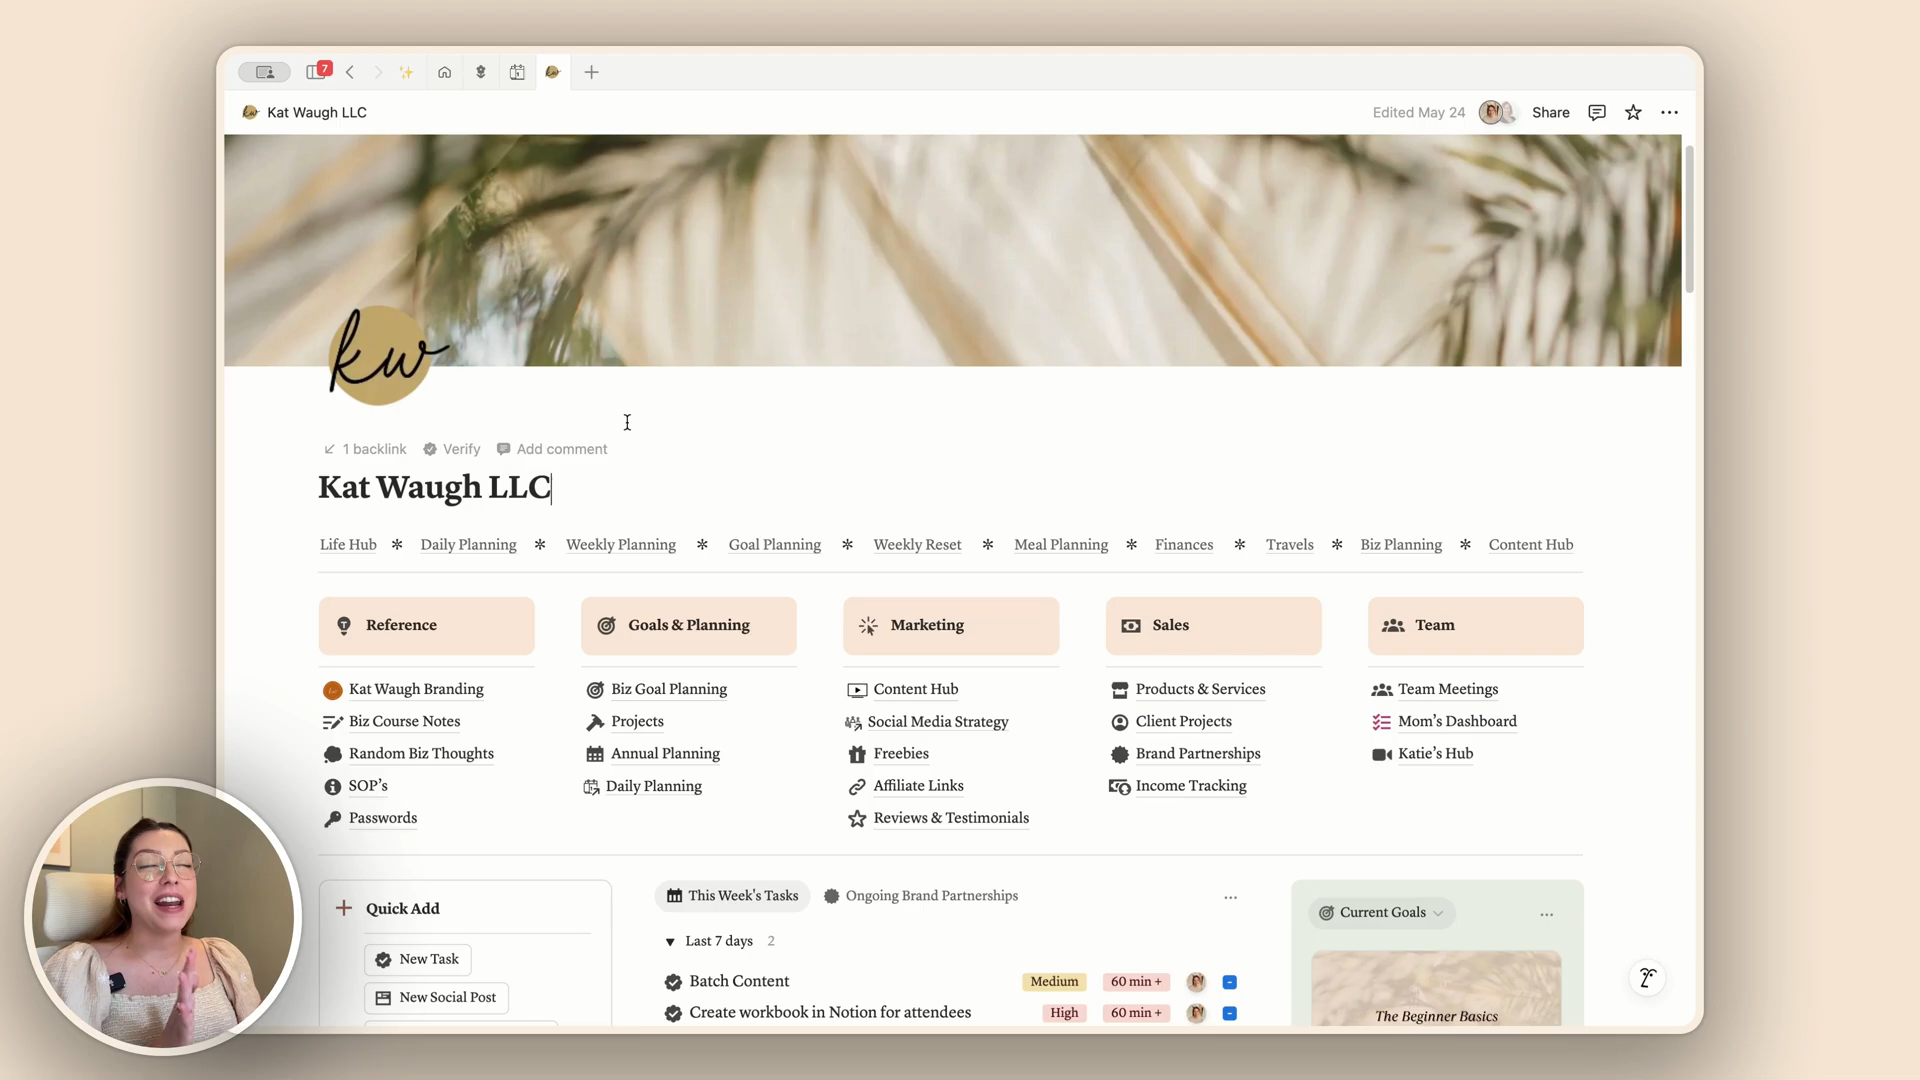 7
Kat Waugh LLC
Edited May 24
Share
kw
1 backlink
Verify
Add comment
Kat Waugh LLC
Life Hub * Daily Planning * Weekly Planning * Goal Planning * Weekly Reset * Meal Planning * Finances * Travels * Biz Planning * Content Hub
Reference
Kat Waugh Branding
Biz Course Notes
Random Biz Thoughts
SOP’s
Passwords
Goals & Planning
Biz Goal Planning
Projects
Annual Planning
Daily Planning
Marketing
Content Hub
Social Media Strategy
Freebies
Affiliate Links
Reviews & Testimonials
Sales
Products & Services
Client Projects
Brand Partnerships
Income Tracking
Team
Team Meetings
Mom’s Dashboard
Katie’s Hub
Quick Add
New Task
New Social Post
This Week's Tasks
Ongoing Brand Partnerships
Last 7 days 2
Batch Content Medium 60 min +
Create workbook in Notion for attendees High 60 min +
Current Goals
The Beginner Basics